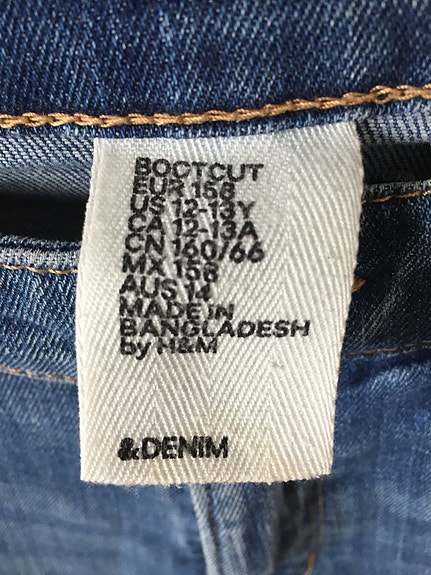 BOOTCUT
EUR 158
US 12-13Y
CA 12-13A
CN 160/66
MX 158
AUS 14
MADE IN
BANGLADESH
by H&M
&DENIM